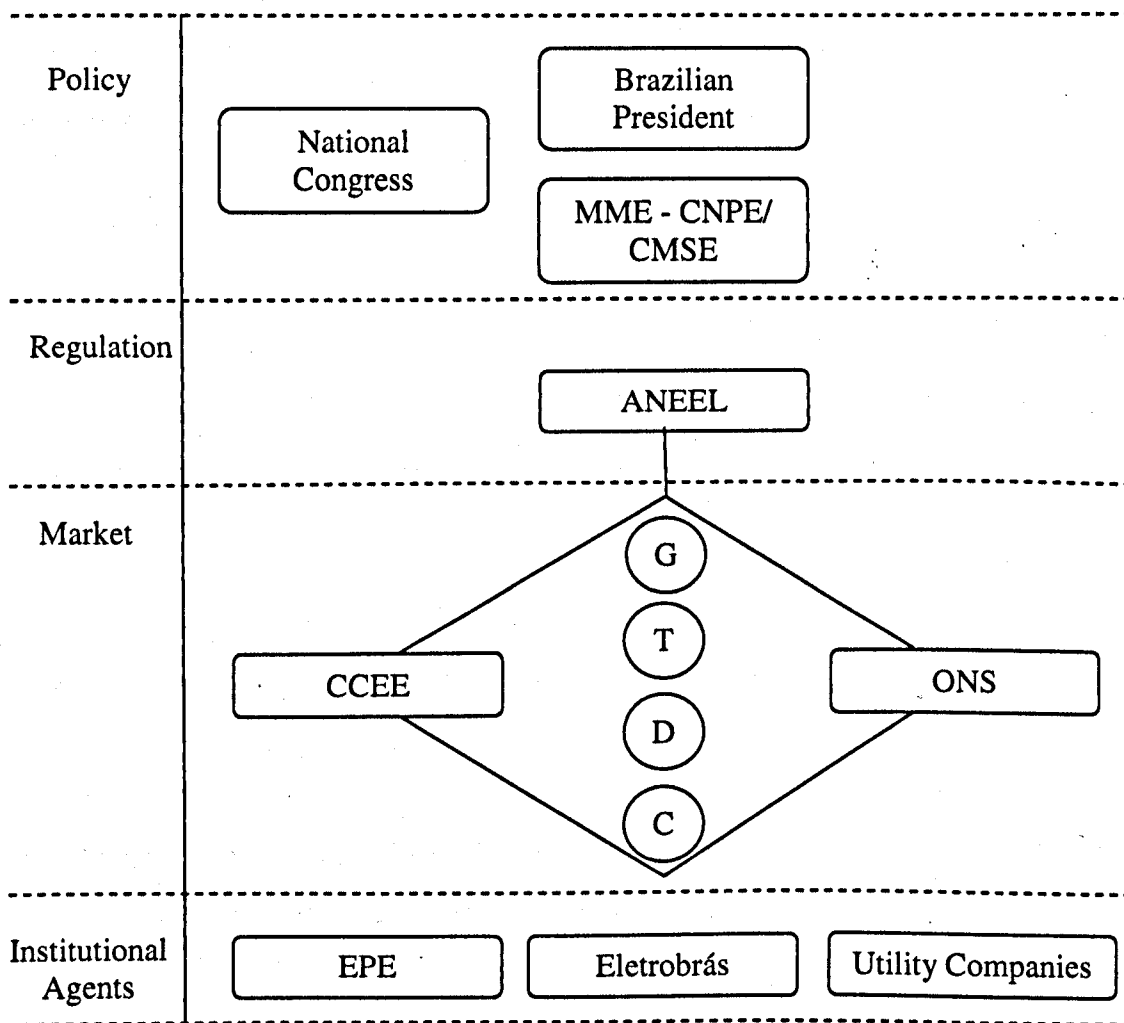 Policy
Brazilian
President
National
Congress
MME - CNPE/
CMSE
Regulation
ANEEL
Market
G
T
CCEE
ONS
D
C
Institutional
Agents
EPE
Eletrobrás
Utility Companies